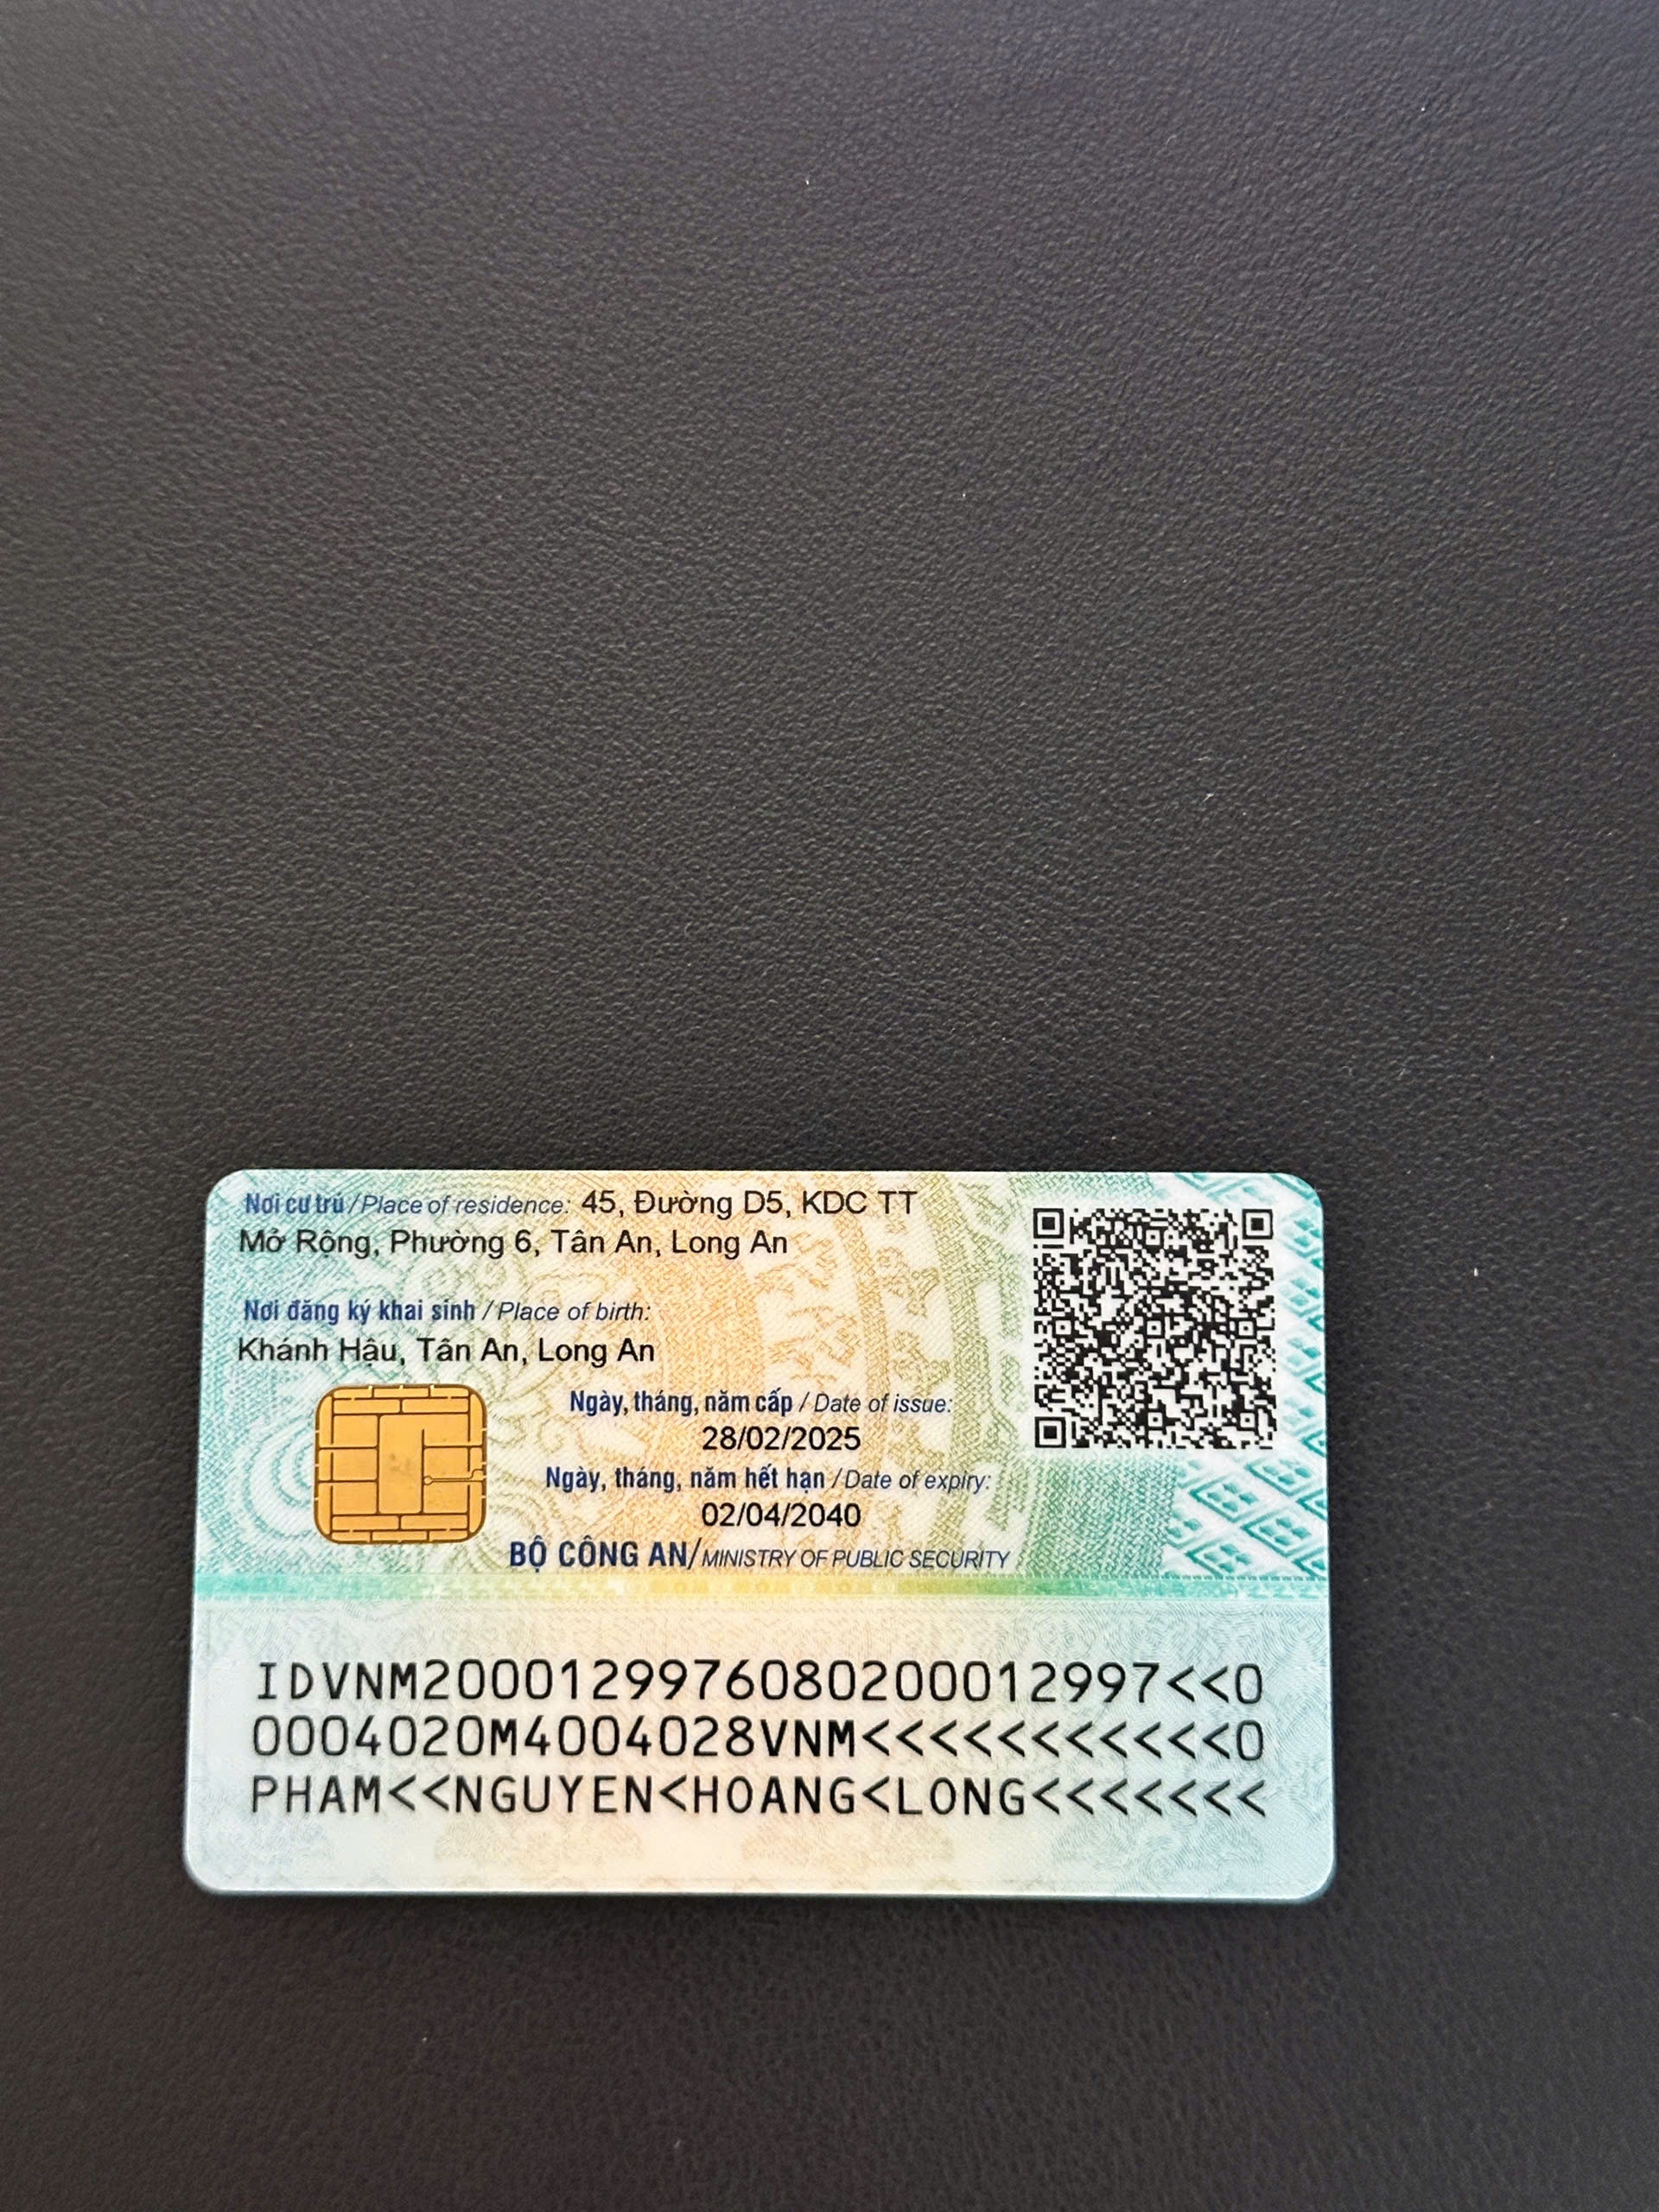 Nơi cư trú / Place of residence: 45, Đường D5, KDC TT
Mở Rộng, Phường 6, Tân An, Long An
Nơi đăng ký khai sinh / Place of birth:
Khánh Hậu, Tân An, Long An
Ngày, tháng, năm cấp / Date of issue:
28/02/2025
Ngày, tháng, năm hết hạn / Date of expiry:
02/04/2040
BỘ CÔNG AN/MINISTRY OF PUBLIC SECURITY
IDVNM2000129976080200012997<<0
0004020M4004028VNM<<<<<<<<<<<0
PHAM<<NGUYEN<HOANG<LONG<<<<<<<